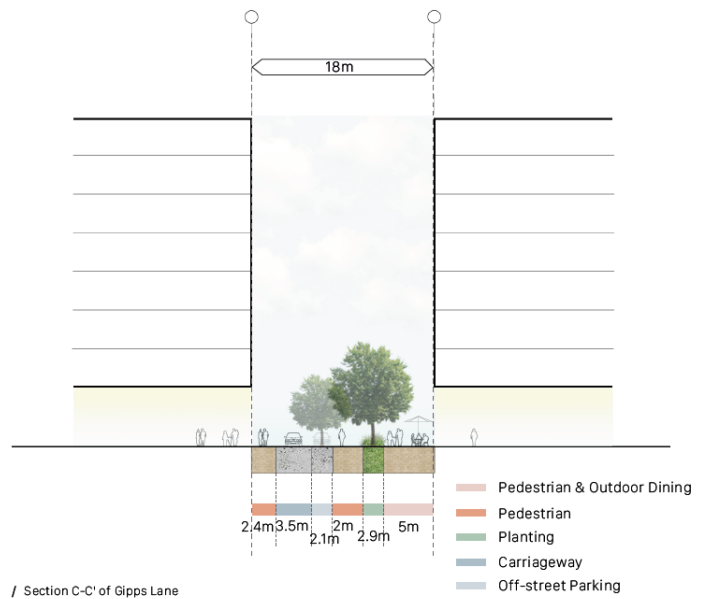 18m
2.4m 3.5m 2.1m 2m 2.9m 5m
Pedestrian & Outdoor Dining
Pedestrian
Planting
Carriageway
Off-street Parking
/ Section C-C' of Gipps Lane